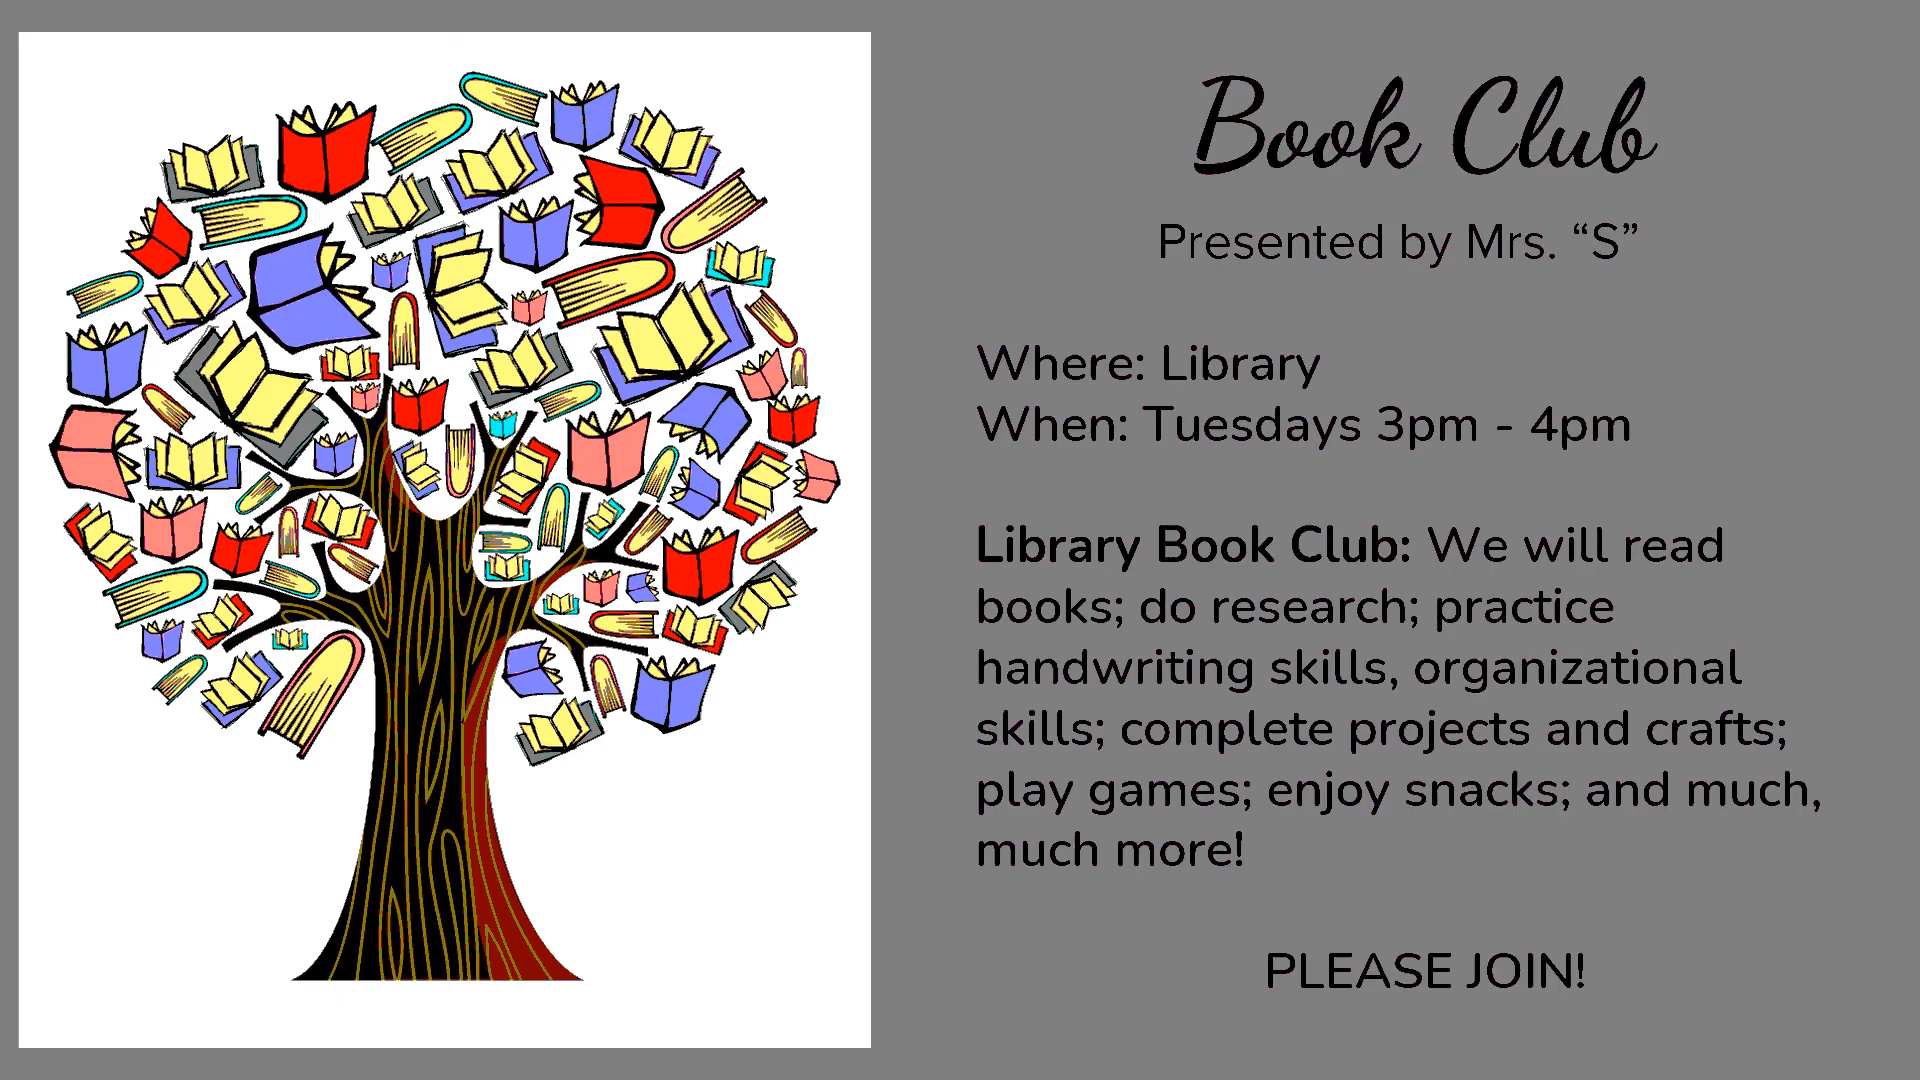 Book Club
Presented by Mrs. “S”
Where: Library
When: Tuesdays 3pm - 4pm
Library Book Club: We will read
books; do research; practice
handwriting skills, organizational
skills; complete projects and crafts;
play games; enjoy snacks; and much,
much more!
PLEASE JOIN!